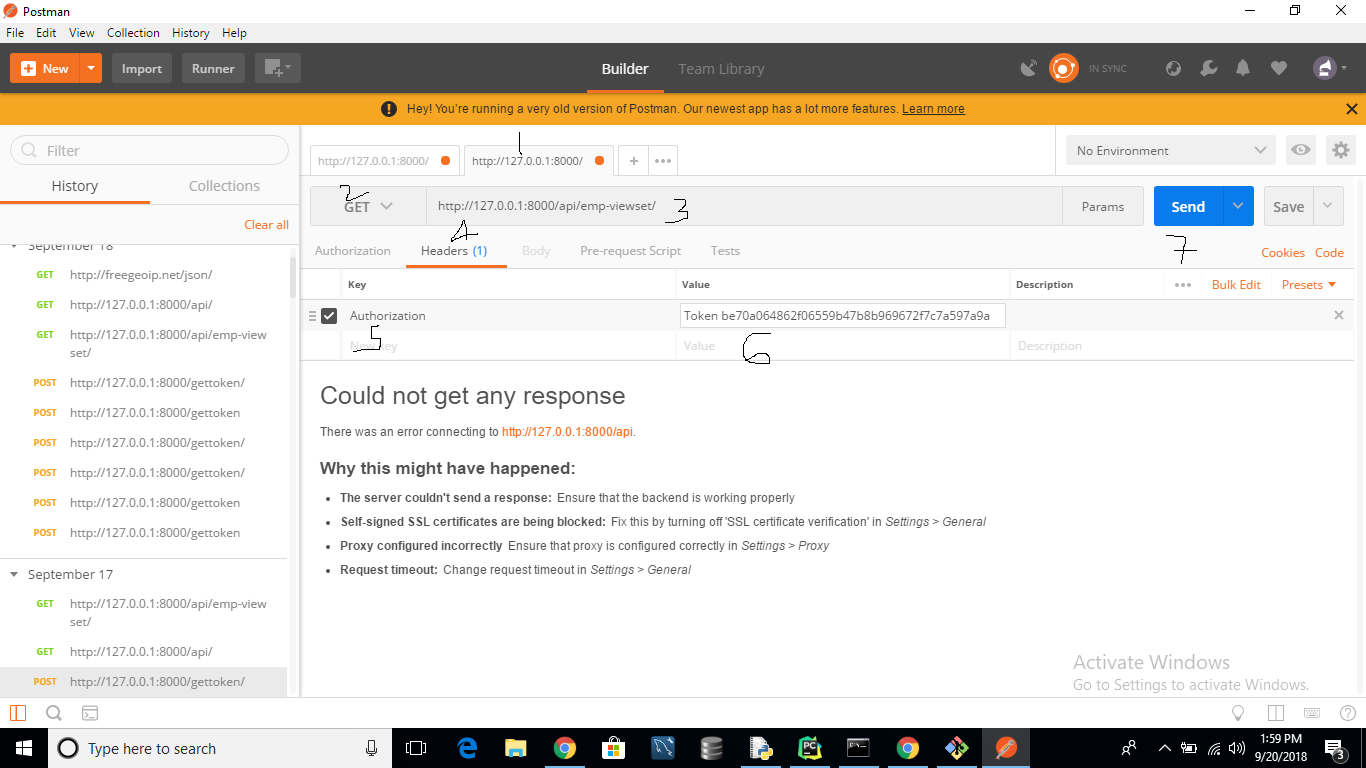 Postman
File Edit View Collection History Help
New Import Runner Builder Team Library IN SYNC
Hey! You're running a very old version of Postman. Our newest app has a lot more features. Learn more
Filter
History Collections
Clear all
September 18
GET http://freegeoip.net/json/
GET http://127.0.0.1:8000/api/
GET http://127.0.0.1:8000/api/emp-view
set/
POST http://127.0.0.1:8000/gettoken/
POST http://127.0.0.1:8000/gettoken
POST http://127.0.0.1:8000/gettoken/
POST http://127.0.0.1:8000/gettoken/
POST http://127.0.0.1:8000/gettoken
POST http://127.0.0.1:8000/gettoken
September 17
GET http://127.0.0.1:8000/api/emp-view
set/
GET http://127.0.0.1:8000/api/
POST http://127.0.0.1:8000/gettoken/
1
http://127.0.0.1:8000/ http://127.0.0.1:8000/ + •••
No Environment
2
GET http://127.0.0.1:8000/api/emp-viewset/ 3 Params Send Save
4
Authorization Headers (1) Body Pre-request Script Tests 7 Cookies Code
Key Value Description ••• Bulk Edit Presets
Authorization Token be70a064862f06559b47b8b969672f7c7a597a9a
5 6
New key Value Description
Could not get any response
There was an error connecting to http://127.0.0.1:8000/api.
Why this might have happened:
• The server couldn't send a response: Ensure that the backend is working properly
• Self-signed SSL certificates are being blocked: Fix this by turning off 'SSL certificate verification' in Settings > General
• Proxy configured incorrectly Ensure that proxy is configured correctly in Settings > Proxy
• Request timeout: Change request timeout in Settings > General
Activate Windows
Go to Settings to activate Windows.
Type here to search
PC
1:59 PM
9/20/2018
3